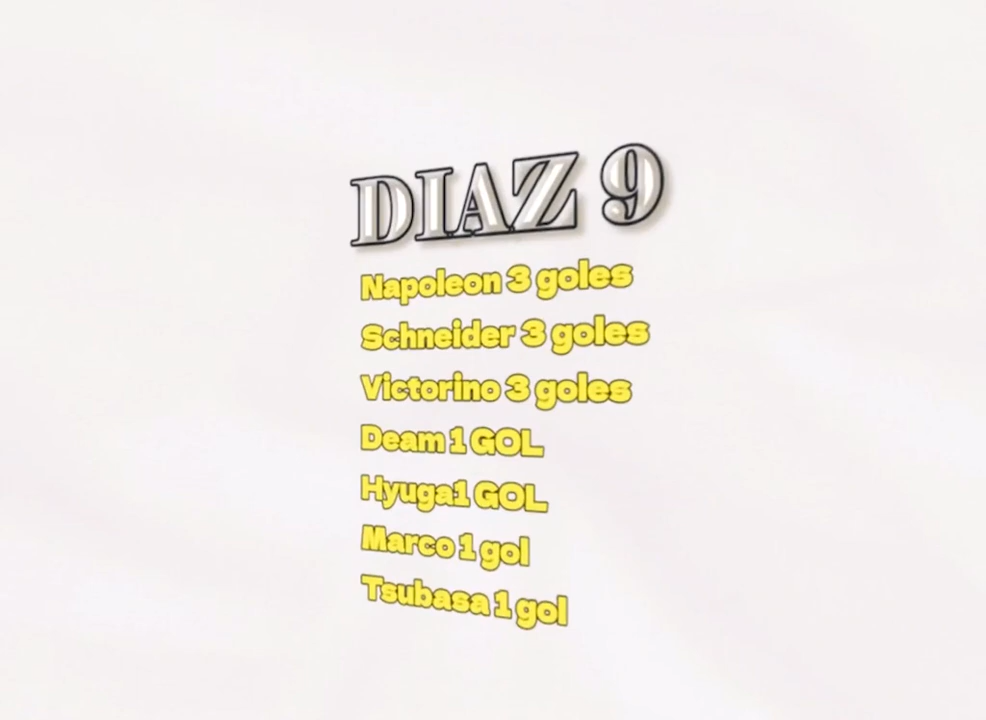 DIAZ 9
Napoleon 3 goles
Schneider 3 goles
Victorino 3 goles
Deam 1 GOL
Hyuga1 GOL
Marco 1 gol
Tsubasa 1 gol